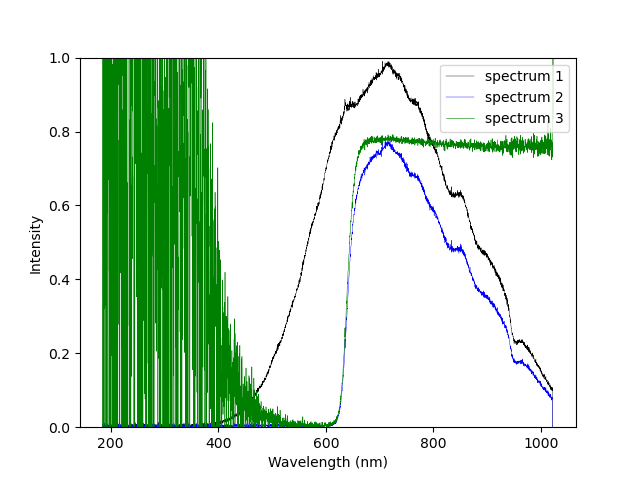 1.0
0.8
0.6
0.4
0.2
0.0
Intensity
spectrum 1
spectrum 2
spectrum 3
200 400 600 800 1000
Wavelength (nm)